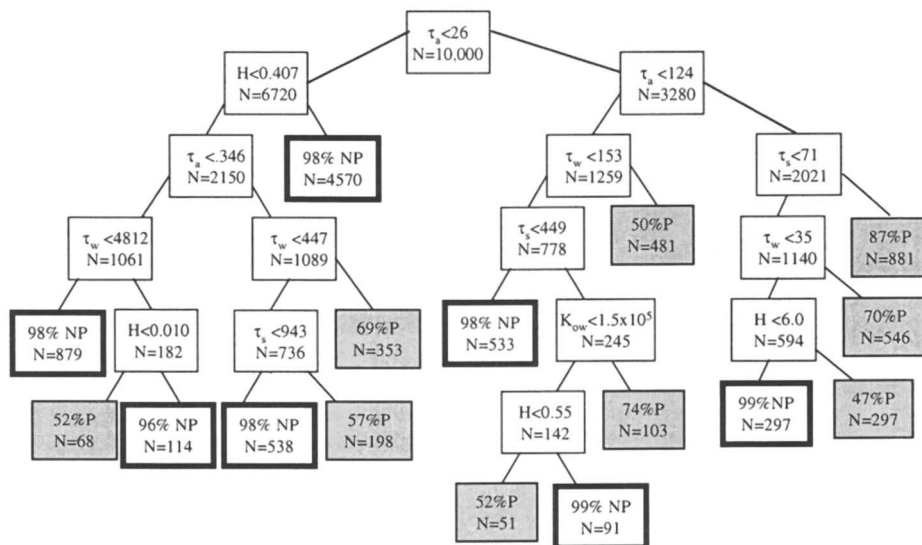 τa<26
N=10,000
H<0.407
N=6720
τa<124
N=3280
τa<.346
N=2150
98% NP
N=4570
τw<153
N=1259
τs<71
N=2021
τw<4812
N=1061
τw<447
N=1089
τs<449
N=778
50%P
N=481
τw<35
N=1140
87%P
N=881
98% NP
N=879
H<0.010
N=182
τs<943
N=736
69%P
N=353
98% NP
N=533
Kow<1.5x10⁵
N=245
H <6.0
N=594
70%P
N=546
52%P
N=68
96% NP
N=114
98% NP
N=538
57%P
N=198
H<0.55
N=142
74%P
N=103
99%NP
N=297
47%P
N=297
52%P
N=51
99% NP
N=91